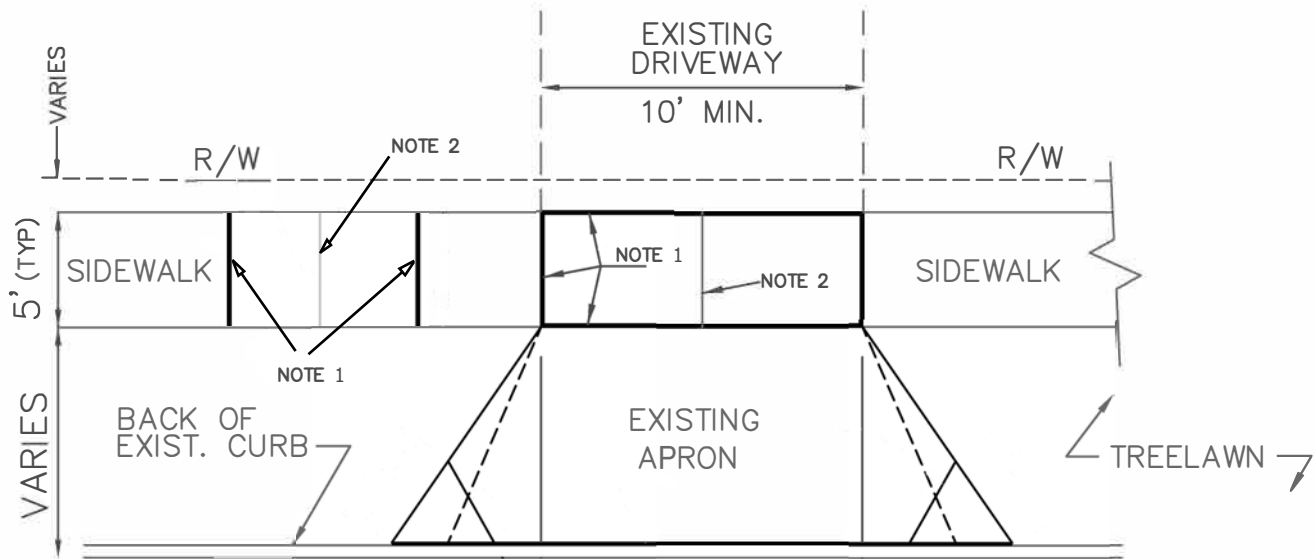 VARIES
EXISTING
DRIVEWAY
10' MIN.
R/W
NOTE 2
R/W
5' (TYP)
SIDEWALK
NOTE 1
NOTE 2
SIDEWALK
NOTE 1
VARIES
BACK OF
EXIST. CURB
EXISTING
APRON
TREELAWN